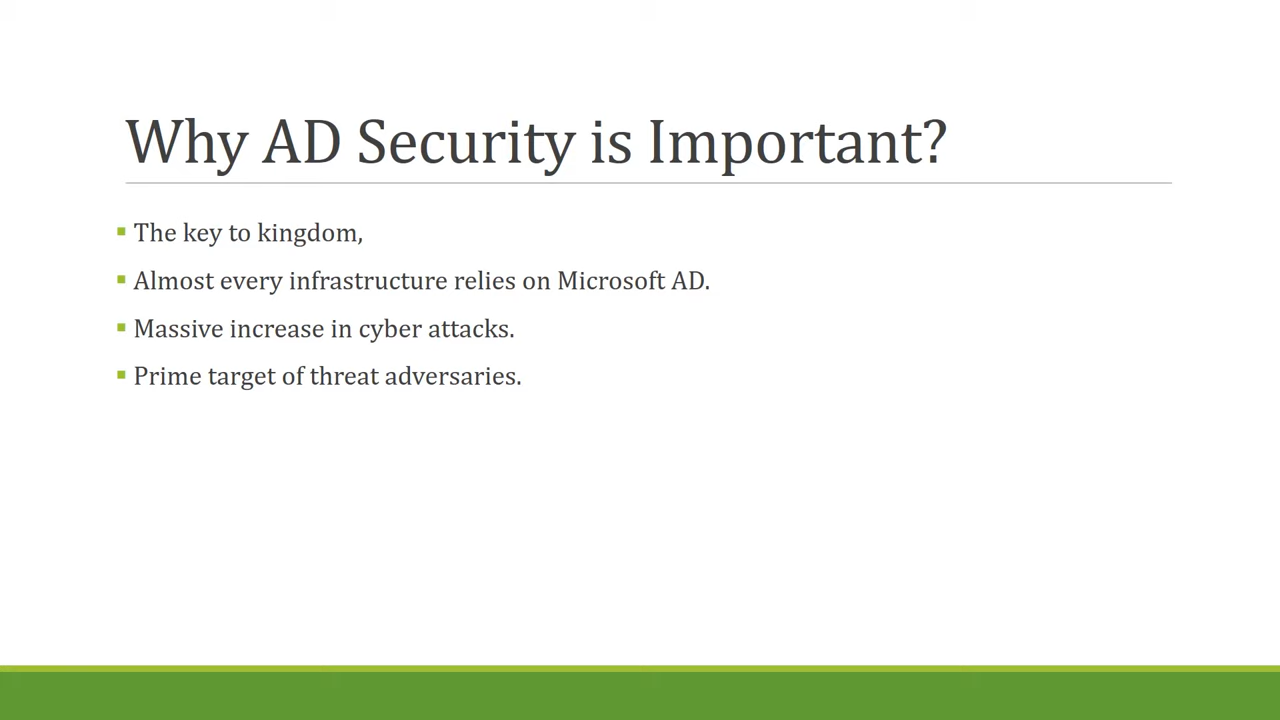 Why AD Security is Important?
▪ The key to kingdom,
▪ Almost every infrastructure relies on Microsoft AD.
▪ Massive increase in cyber attacks.
▪ Prime target of threat adversaries.